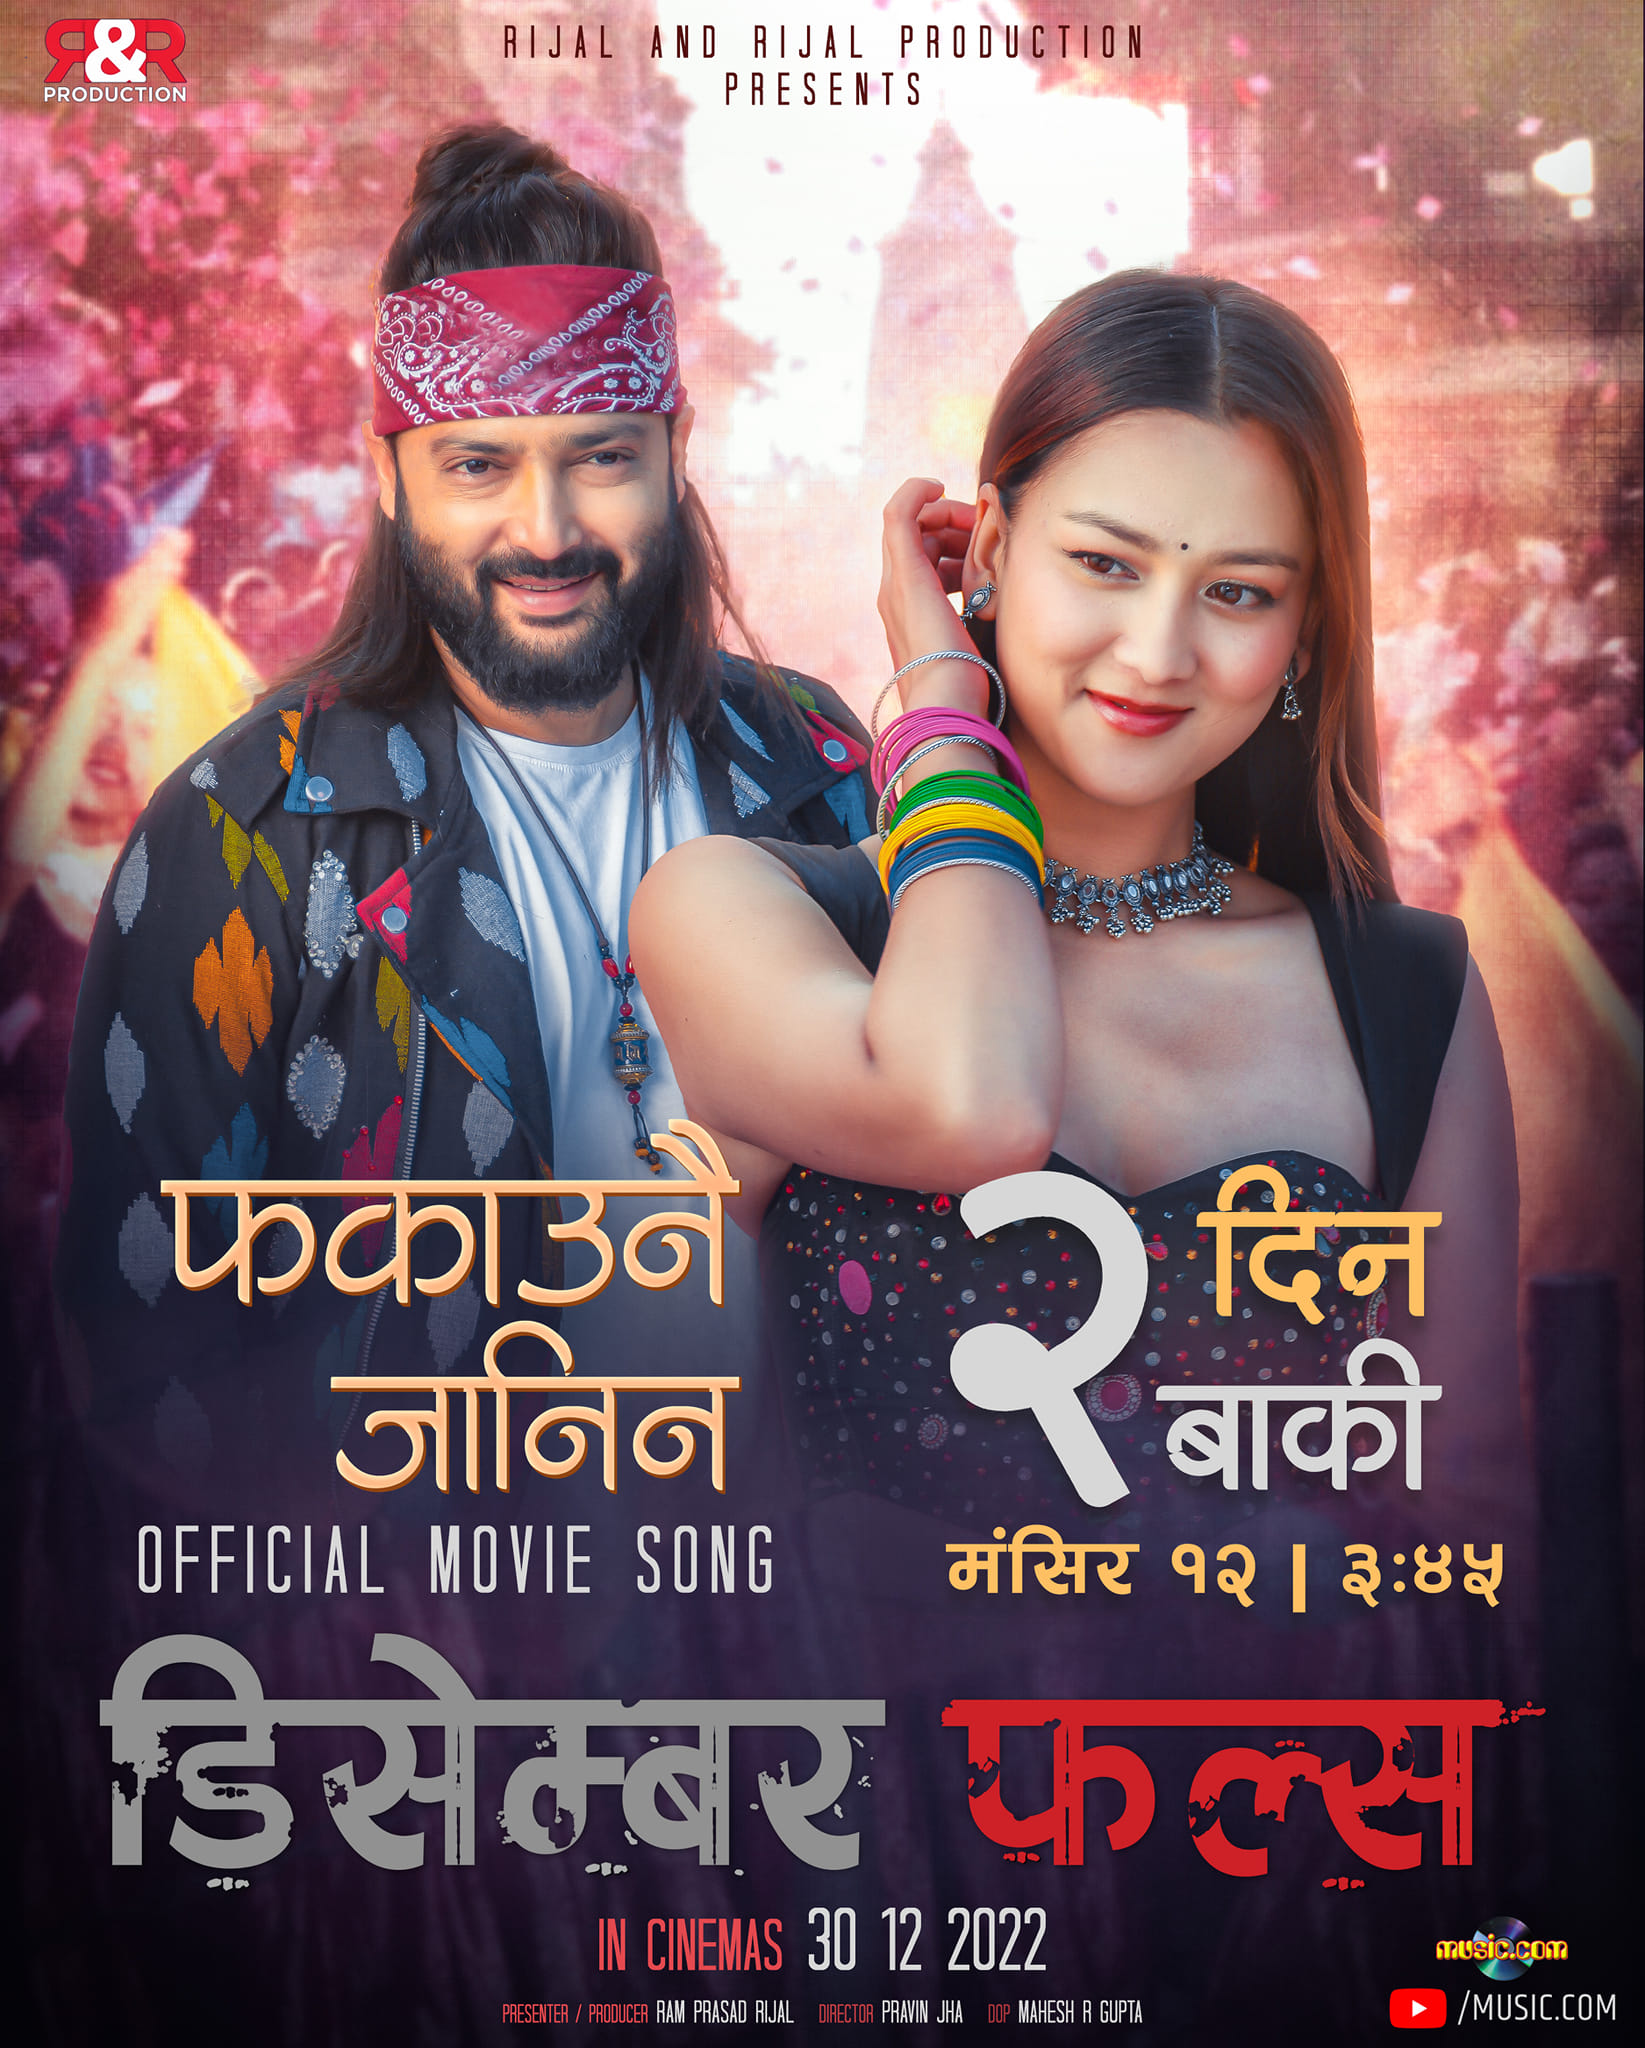 R&R
PRODUCTION
RIJAL AND RIJAL PRODUCTION
PRESENTS
फकाउनै
जानिन
OFFICIAL MOVIE SONG
२ दिन
बाकी
मंसिर १२ | ३:४५
डिसेम्बर फल्स
IN CINEMAS 30 12 2022
PRESENTER / PRODUCER RAM PRASAD RIJAL DIRECTOR PRAVIN JHA DOP MAHESH R GUPTA
music.com
/MUSIC.COM